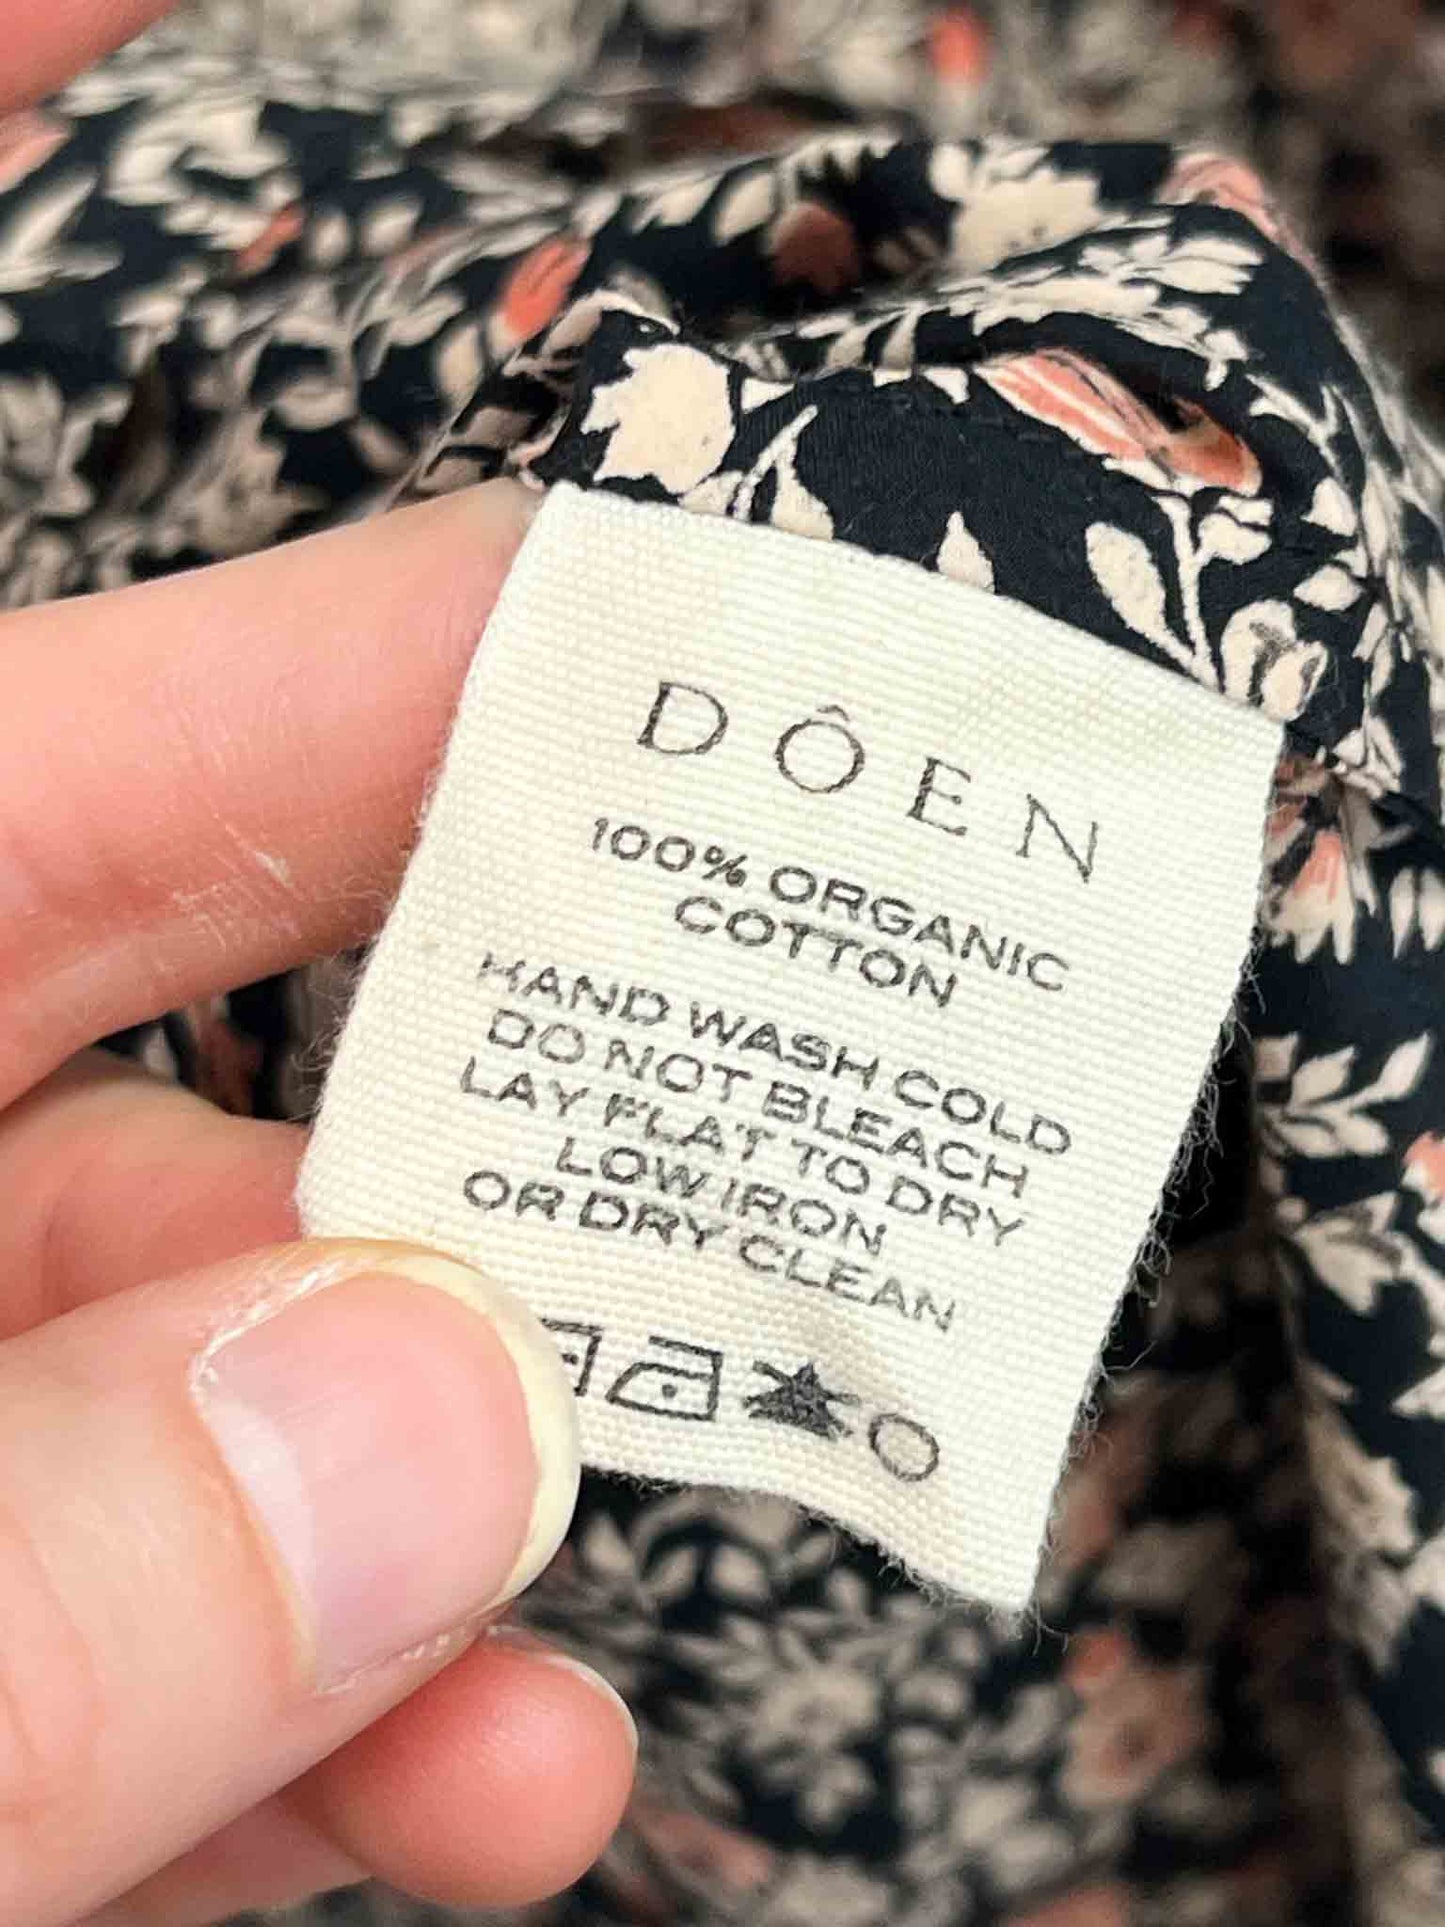 DÔEN
100% ORGANIC
COTTON
HAND WASH COLD
DO NOT BLEACH
LAY FLAT TO DRY
LOW IRON
OR DRY CLEAN